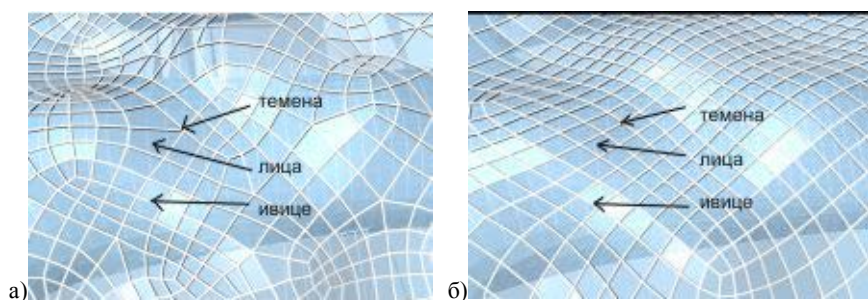 темена
лица
ивице
а)
темена
лица
ивице
б)